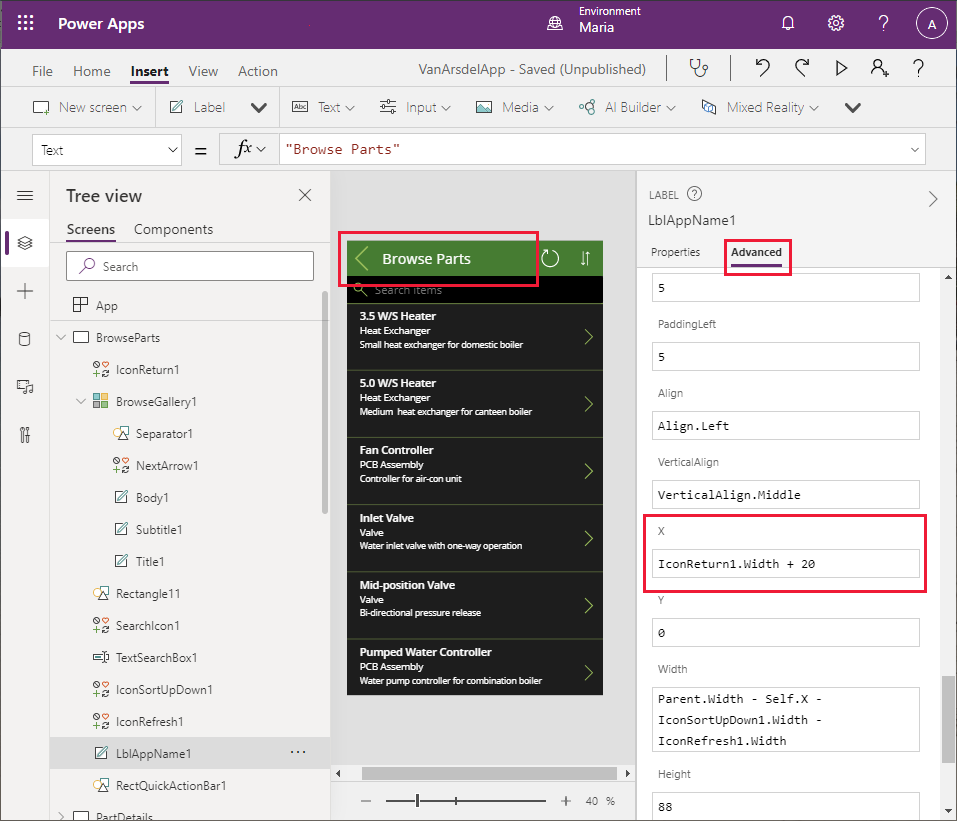 Power Apps
Environment
Maria
?
A
File Home Insert View Action
VanArsdelApp - Saved (Unpublished)
?
New screen
Label
Abc Text
Input
Media
AI Builder
Mixed Reality
Text
=
fx
"Browse Parts"
Tree view
Screens
Components
Search
App
BrowseParts
IconReturn1
BrowseGallery1
Separator1
NextArrow1
Body1
Subtitle1
Title1
Rectangle11
SearchIcon1
TextSearchBox1
IconSortUpDown1
IconRefresh1
LblAppName1
...
RectQuickActionBar1
PartDetails
Browse Parts
Search items
3.5 W/S Heater
Heat Exchanger
Small heat exchanger for domestic boiler
5.0 W/S Heater
Heat Exchanger
Medium heat exchanger for canteen boiler
Fan Controller
PCB Assembly
Controller for air-con unit
Inlet Valve
Valve
Water inlet valve with one-way operation
Mid-position Valve
Valve
Bi-directional pressure release
Pumped Water Controller
PCB Assembly
Water pump controller for combination boiler
40 %
LABEL ?
LblAppName1
Properties
Advanced
5
PaddingLeft
5
Align
Align.Left
VerticalAlign
VerticalAlign.Middle
X
IconReturn1.Width + 20
Y
0
Width
Parent.Width - Self.X -
IconSortUpDown1.Width -
IconRefresh1.Width
Height
88